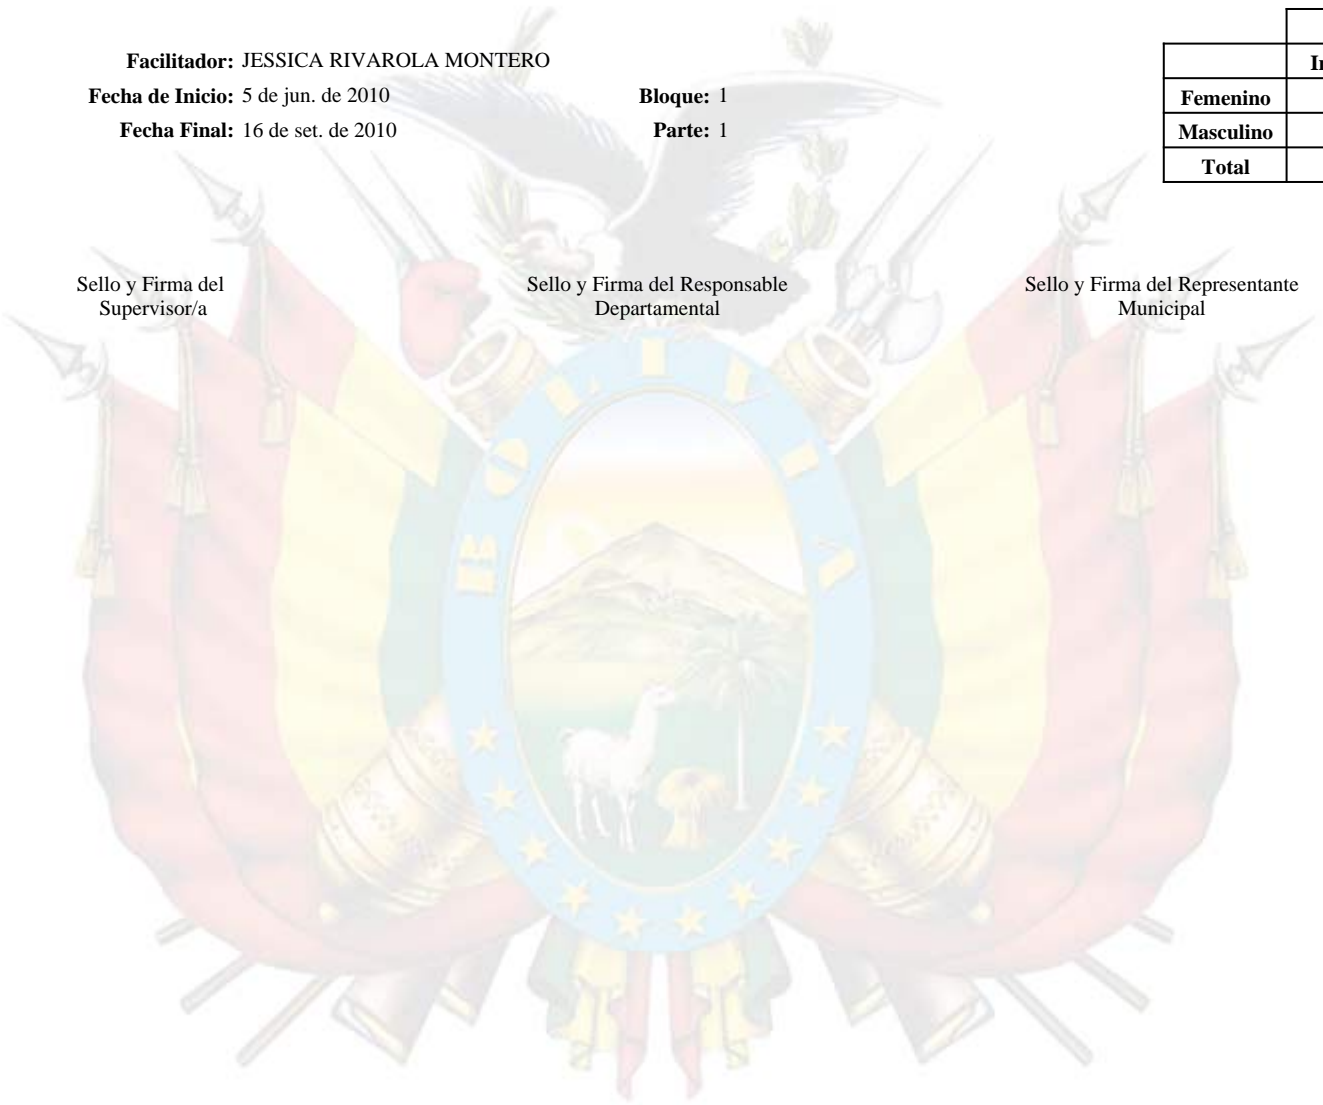 Facilitador: JESSICA RIVAROLA MONTERO
Fecha de Inicio: 5 de jun. de 2010 Bloque: 1
Fecha Final: 16 de set. de 2010 Parte: 1
Femenino
Masculino
Total
Sello y Firma del
Supervisor/a
Sello y Firma del Responsable
Departamental
Sello y Firma del Representante
Municipal
BOLIVIA